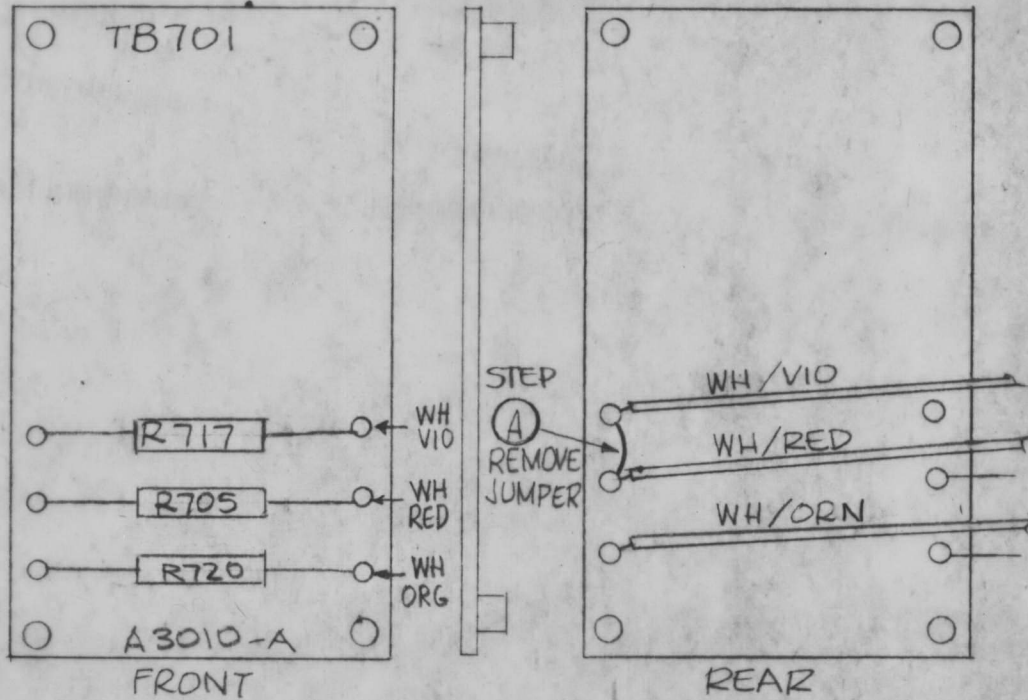 TB701
R717
WH
VIO
R705
WH
RED
R720
WH
ORG
A3010-A
FRONT
STEP
A
REMOVE
JUMPER
WH/VIO
WH/RED
WH/ORN
REAR